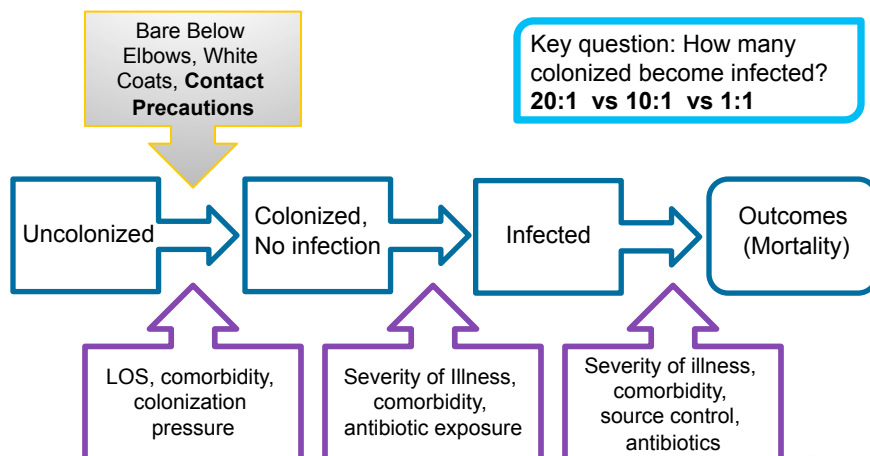 Bare Below
Elbows, White
Coats, Contact
Precautions
Key question: How many
colonized become infected?
20:1 vs 10:1 vs 1:1
Uncolonized
Colonized,
No infection
Infected
Outcomes
(Mortality)
LOS, comorbidity,
colonization
pressure
Severity of Illness,
comorbidity,
antibiotic exposure
Severity of illness,
comorbidity,
source control,
antibiotics